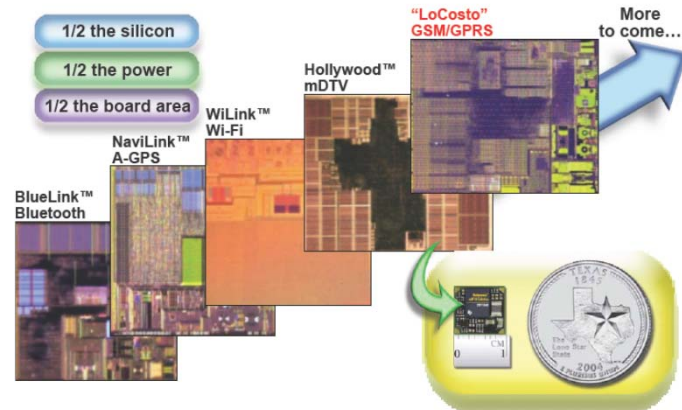 1/2 the silicon
1/2 the power
1/2 the board area
BlueLink™
Bluetooth
NaviLink™
A-GPS
WiLink™
Wi-Fi
Hollywood™
mDTV
“LoCosto”
GSM/GPRS
More
to come…
CM
0 1
TEXAS
1845
The
Lone Star
State
2004
E PLURIBUS UNUM